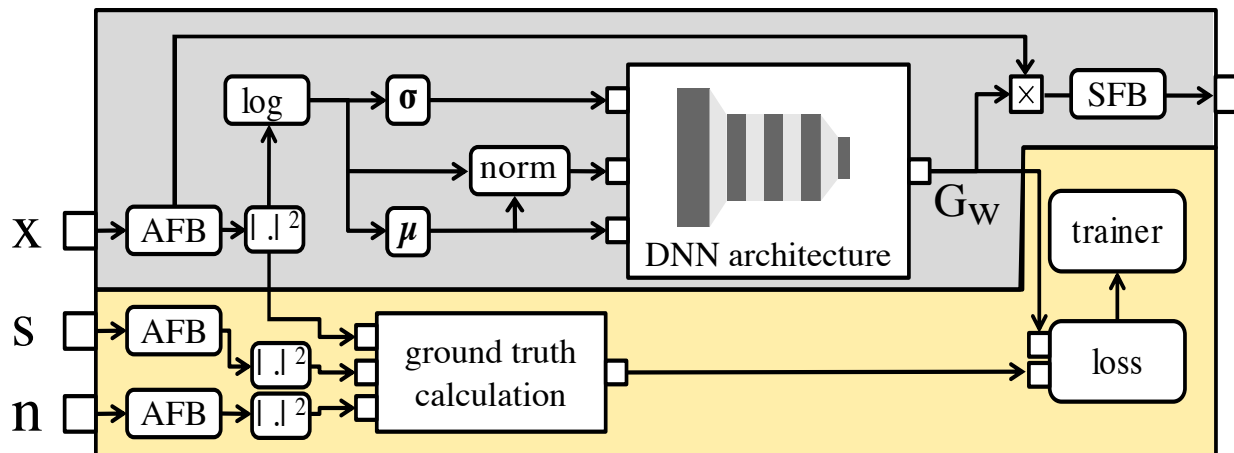 log
σ
×
SFB
norm
x
AFB
|.|²
μ
DNN architecture
G_W
trainer
s
AFB
|.|²
ground truth
calculation
loss
n
AFB
|.|²